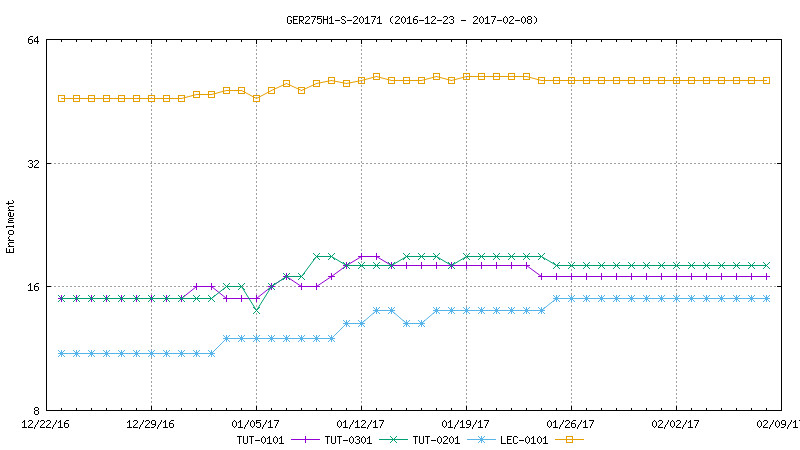 GER275H1-S-20171 (2016-12-23 - 2017-02-08)
64
32
16
8
Enrolment
12/22/16 12/29/16 01/05/17 01/12/17 01/19/17 01/26/17 02/02/17 02/09/1
TUT-0101 TUT-0301 TUT-0201 LEC-0101